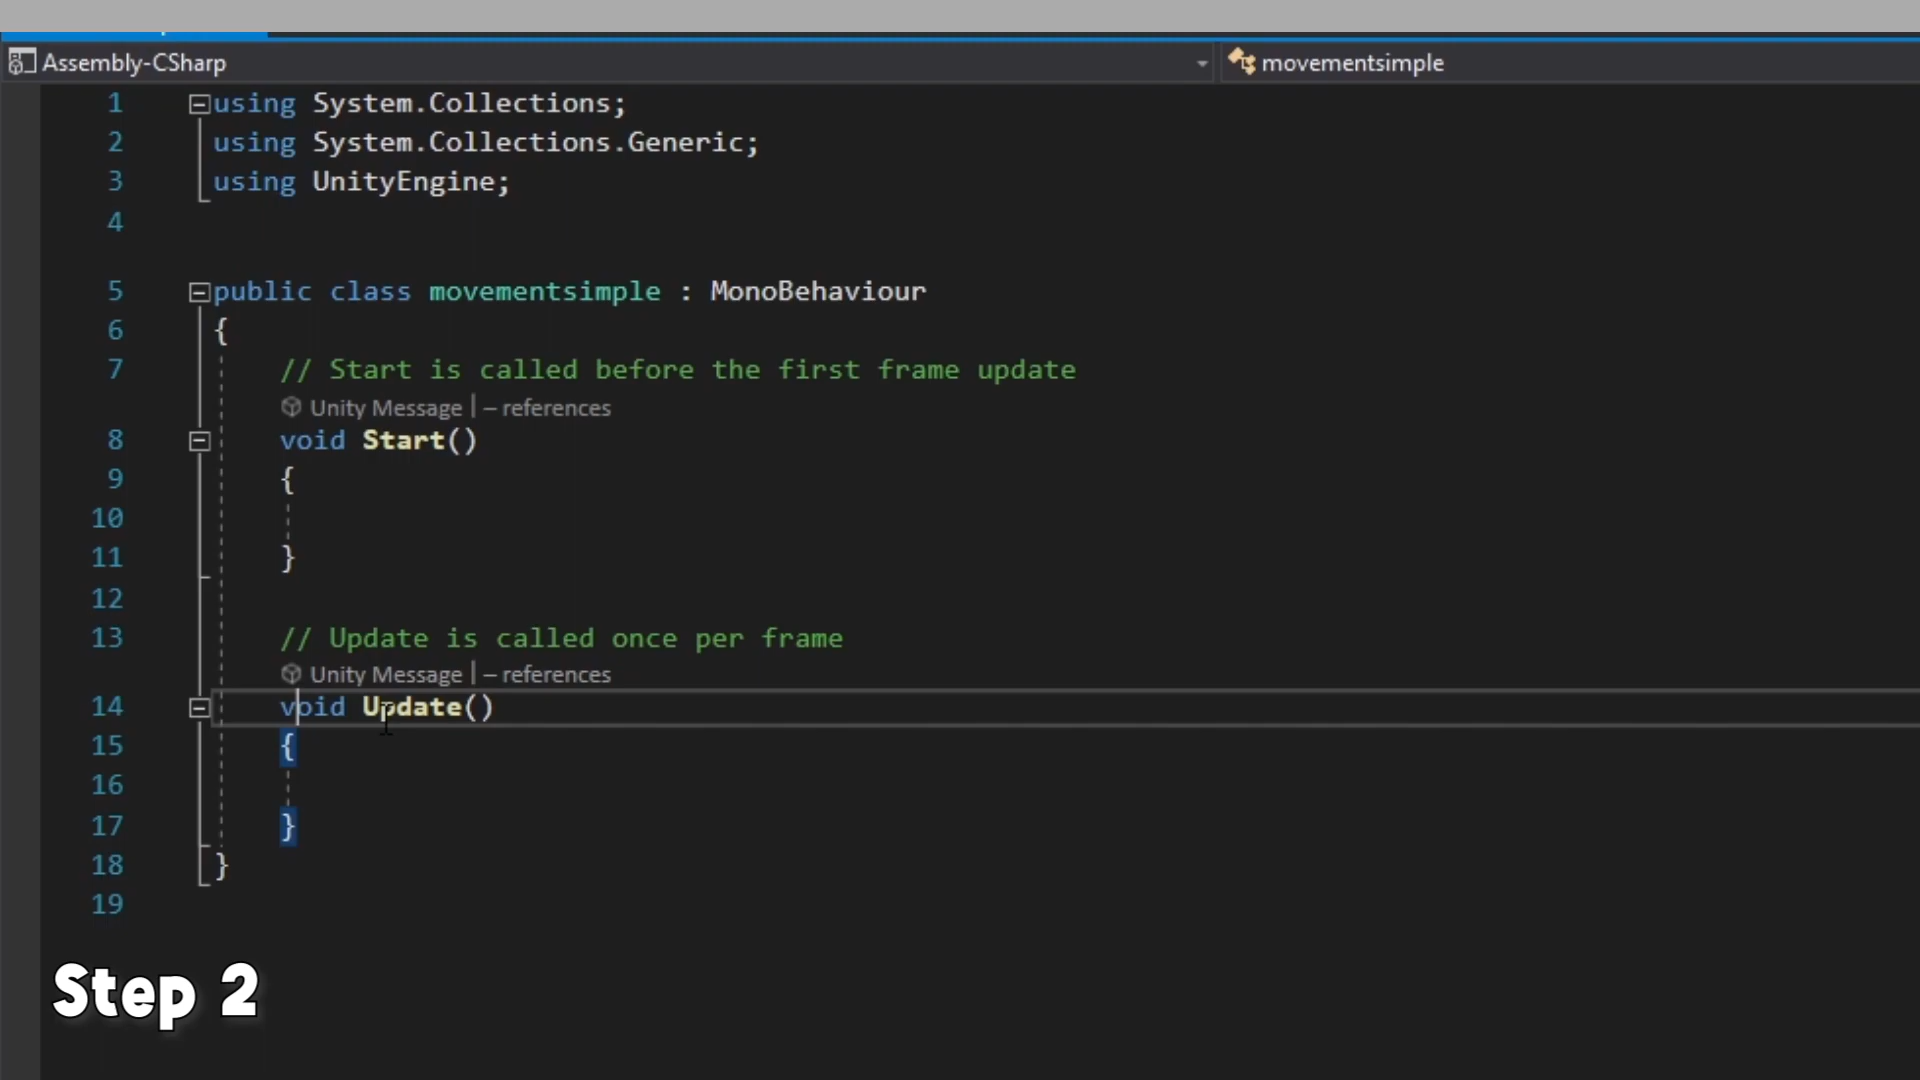 Assembly-CSharp
movementsimple
1 using System.Collections;
2 using System.Collections.Generic;
3 using UnityEngine;
4
5 public class movementsimple : MonoBehaviour
6 {
7 // Start is called before the first frame update
Unity Message | – references
8 void Start()
9 {
10
11 }
12
13 // Update is called once per frame
Unity Message | – references
14 void Update()
15 {
16
17 }
18 }
19
Step 2